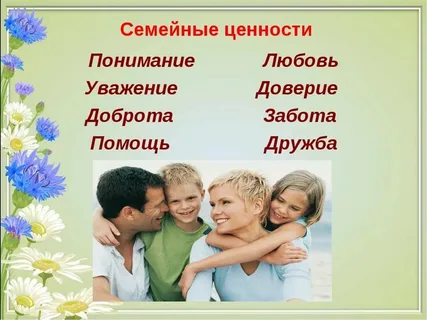 Семейные ценности
Понимание Любовь
Уважение Доверие
Доброта Забота
Помощь Дружба